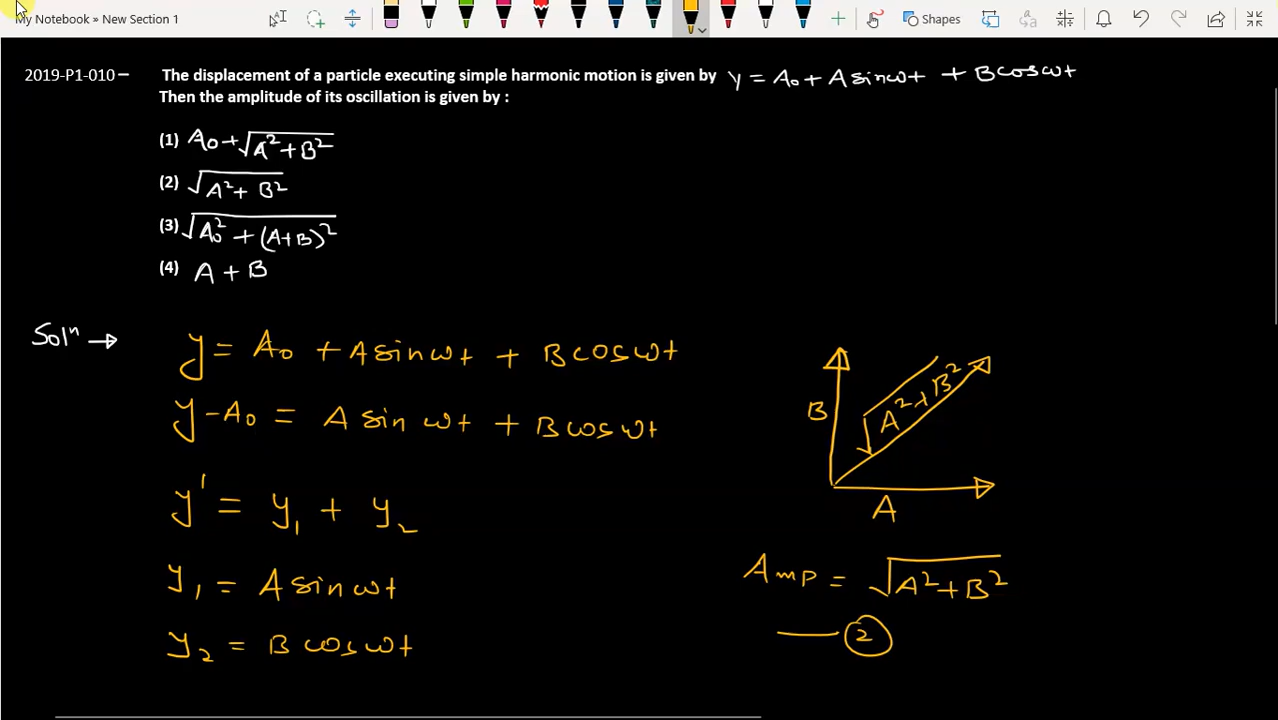 My Notebook » New Section 1
Shapes
2019-P1-010 – The displacement of a particle executing simple harmonic motion is given by y = A₀ + A sinωt + B cosωt
Then the amplitude of its oscillation is given by :
(1) A₀ + √(A² + B²)
(2) √(A² + B²)
(3) √(A₀² + (A+B)²)
(4) A + B
Solⁿ →
y = A₀ + A sinωt + B cosωt
y - A₀ = A sin ωt + B cos ωt
y' = y₁ + y₂
y₁ = A sin ωt
y₂ = B cos ωt
B
√(A² + B²)
A
Amp = √(A² + B²)
—— ②